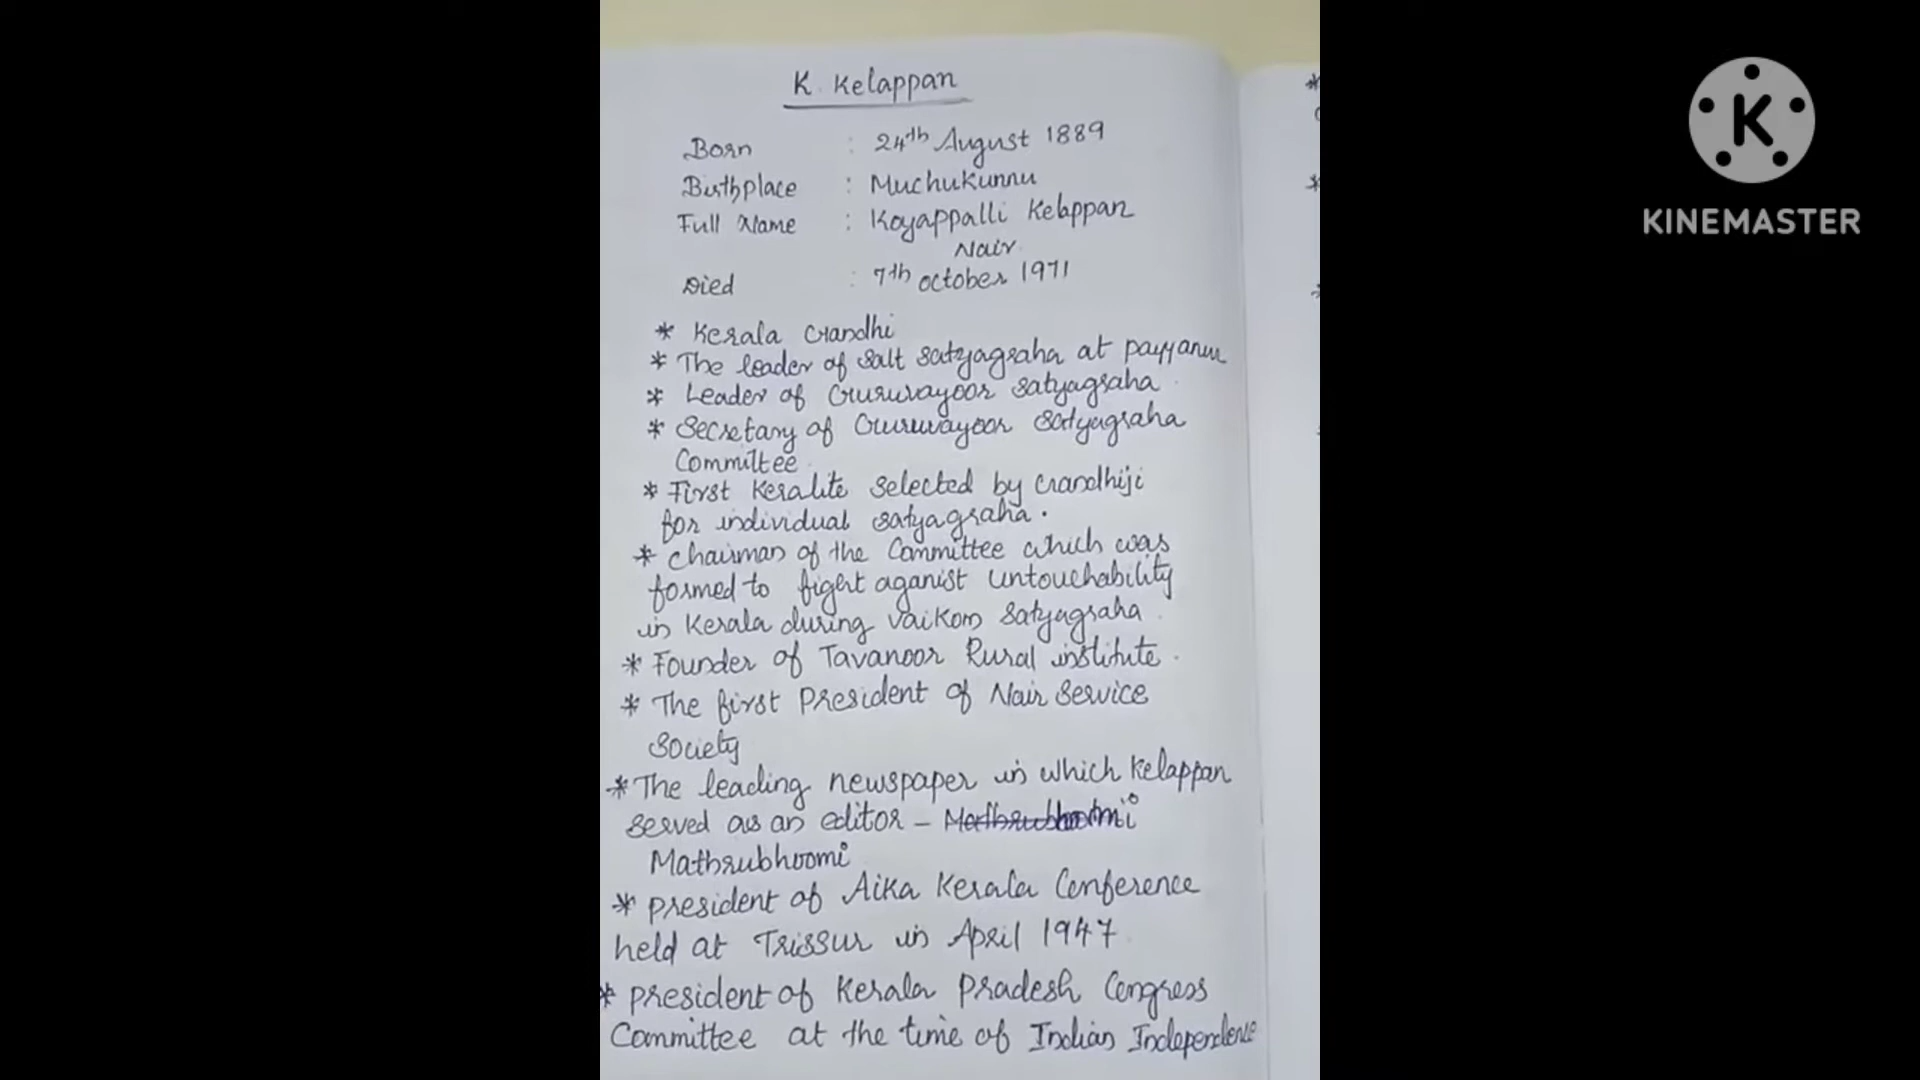 K. Kelappan
Born : 24th August 1889
Birthplace : Muchukunnu
Full Name : Koyappalli Kelappan
Nair
Died : 7th october 1971
* Kerala Gandhi
* The leader of Salt Satyagraha at payyanur
* Leader of Guruvayoor Satyagraha
* Secretary of Guruvayoor Satyagraha
Committee
* First Keralite selected by Gandhiji
for individual satyagraha.
* Chairman of the Committee which was
formed to fight aganist untouchability
in Kerala during Vaikom Satyagraha
* Founder of Tavanoor Rural institute.
* The first President of Nair Service
Society
* The leading newspaper in which Kelappan
served as an editor - Mathrubhoomi
Mathrubhoomi
* president of Aika Kerala Conference
held at Trissur in April 1947
* president of Kerala Pradesh Congress
Committee at the time of Indian Independence
K
KINEMASTER